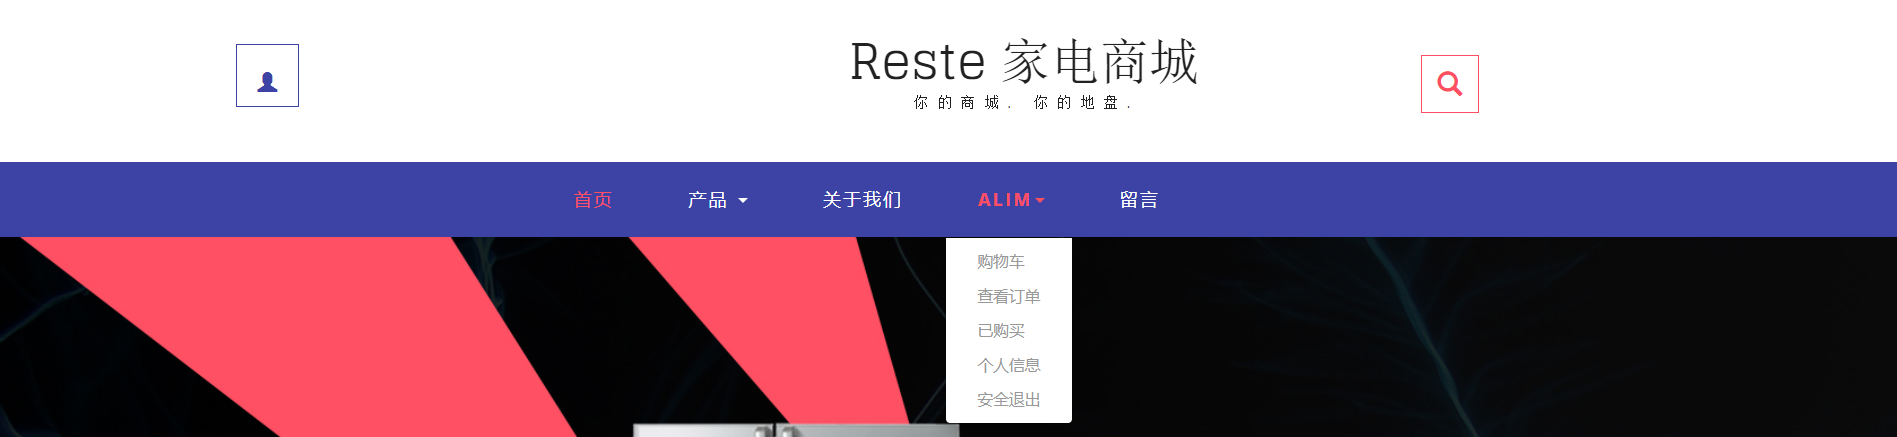 Reste 家电商城
你的商城. 你的地盘.
首页 产品 关于我们 ALIM 留言
购物车
查看订单
已购买
个人信息
安全退出